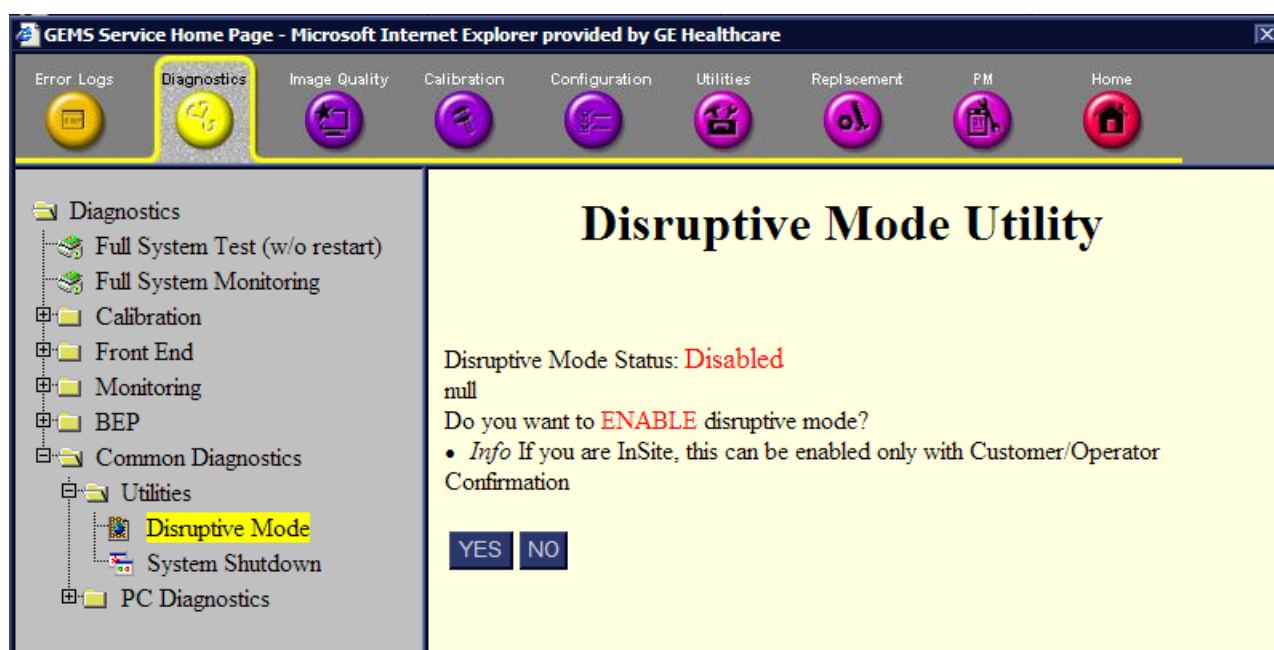 GEMS Service Home Page - Microsoft Internet Explorer provided by GE Healthcare
Error Logs
Diagnostics
Image Quality
Calibration
Configuration
Utilities
Replacement
PM
Home
Diagnostics
Full System Test (w/o restart)
Full System Monitoring
Calibration
Front End
Monitoring
BEP
Common Diagnostics
Utilities
Disruptive Mode
System Shutdown
PC Diagnostics
Disruptive Mode Utility
Disruptive Mode Status: Disabled
null
Do you want to ENABLE disruptive mode?
• Info If you are InSite, this can be enabled only with Customer/Operator
Confirmation
YES NO